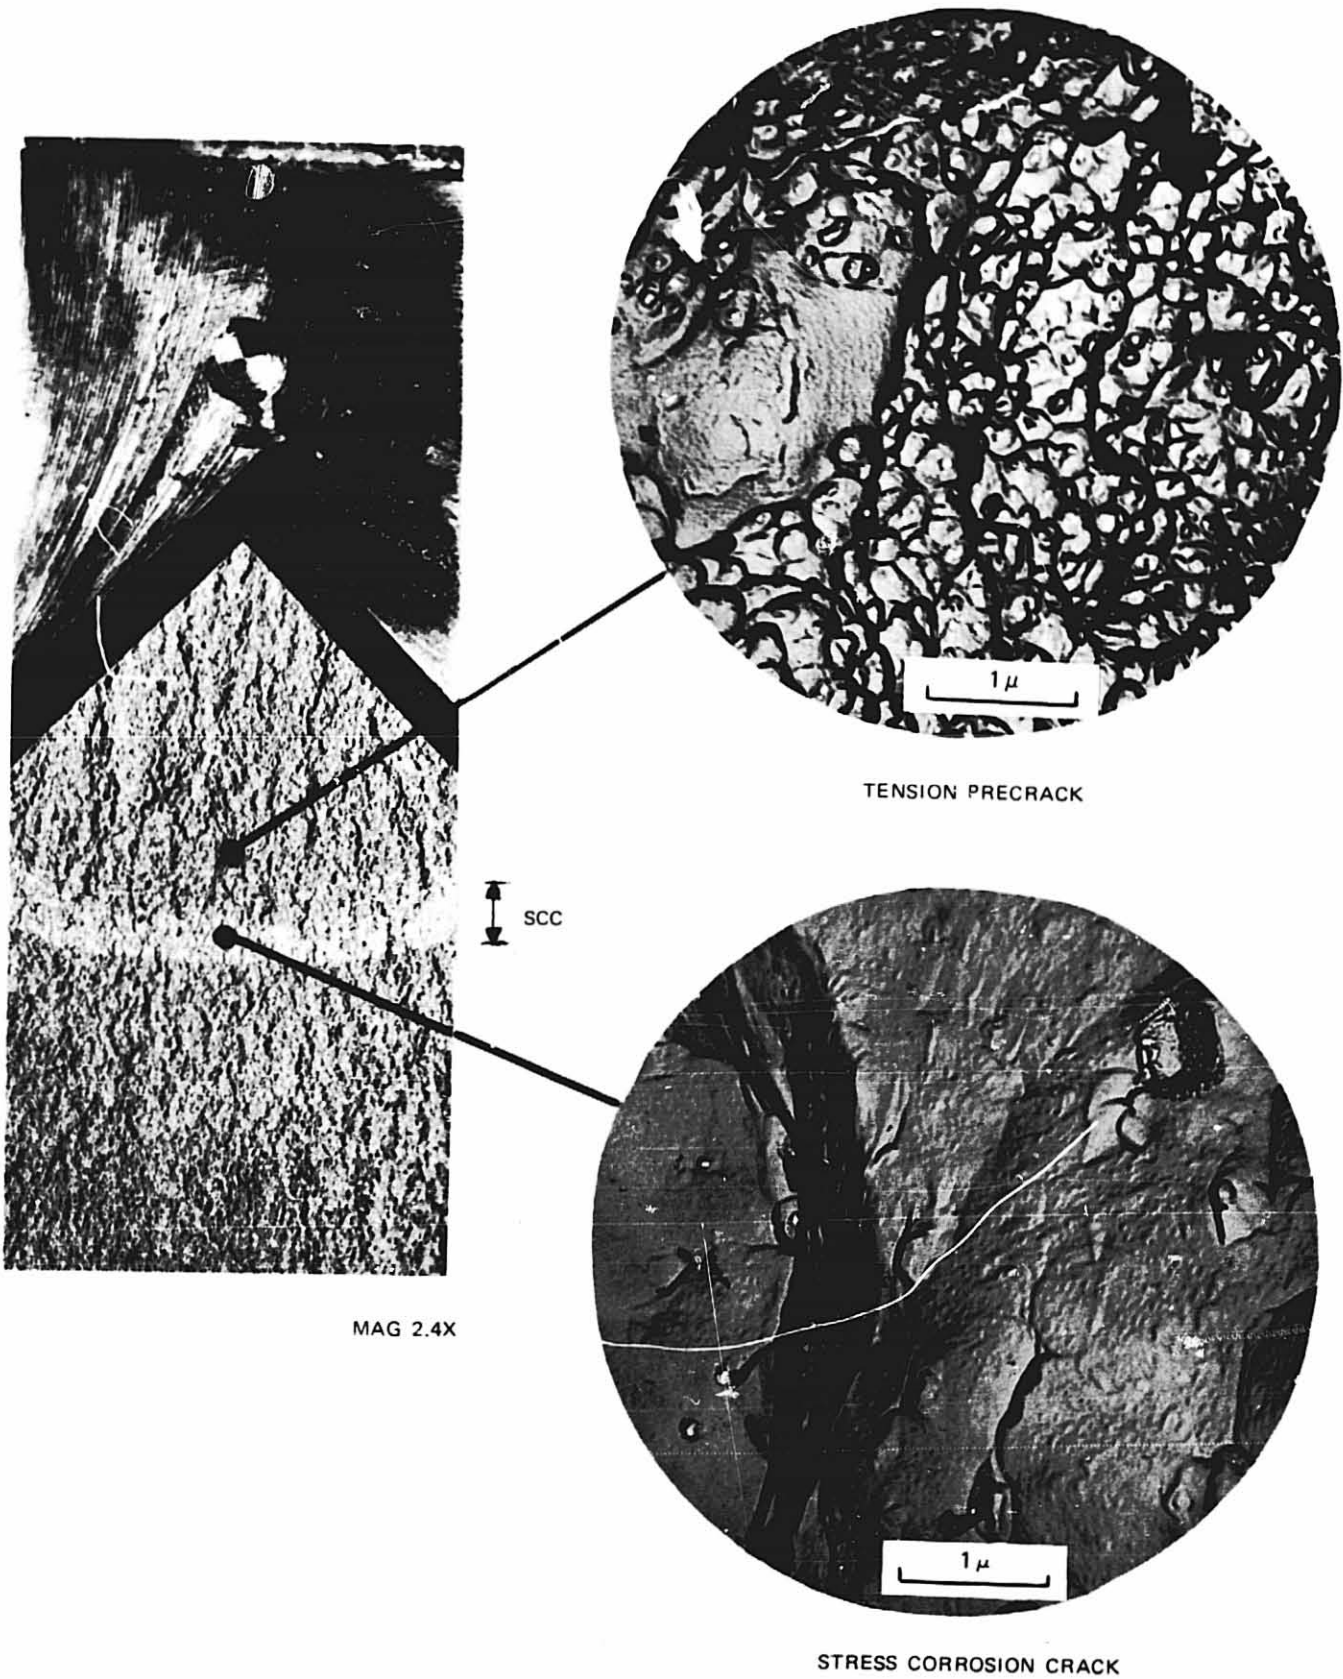 1 μ
TENSION PRECRACK
SCC
MAG 2.4X
1 μ
STRESS CORROSION CRACK